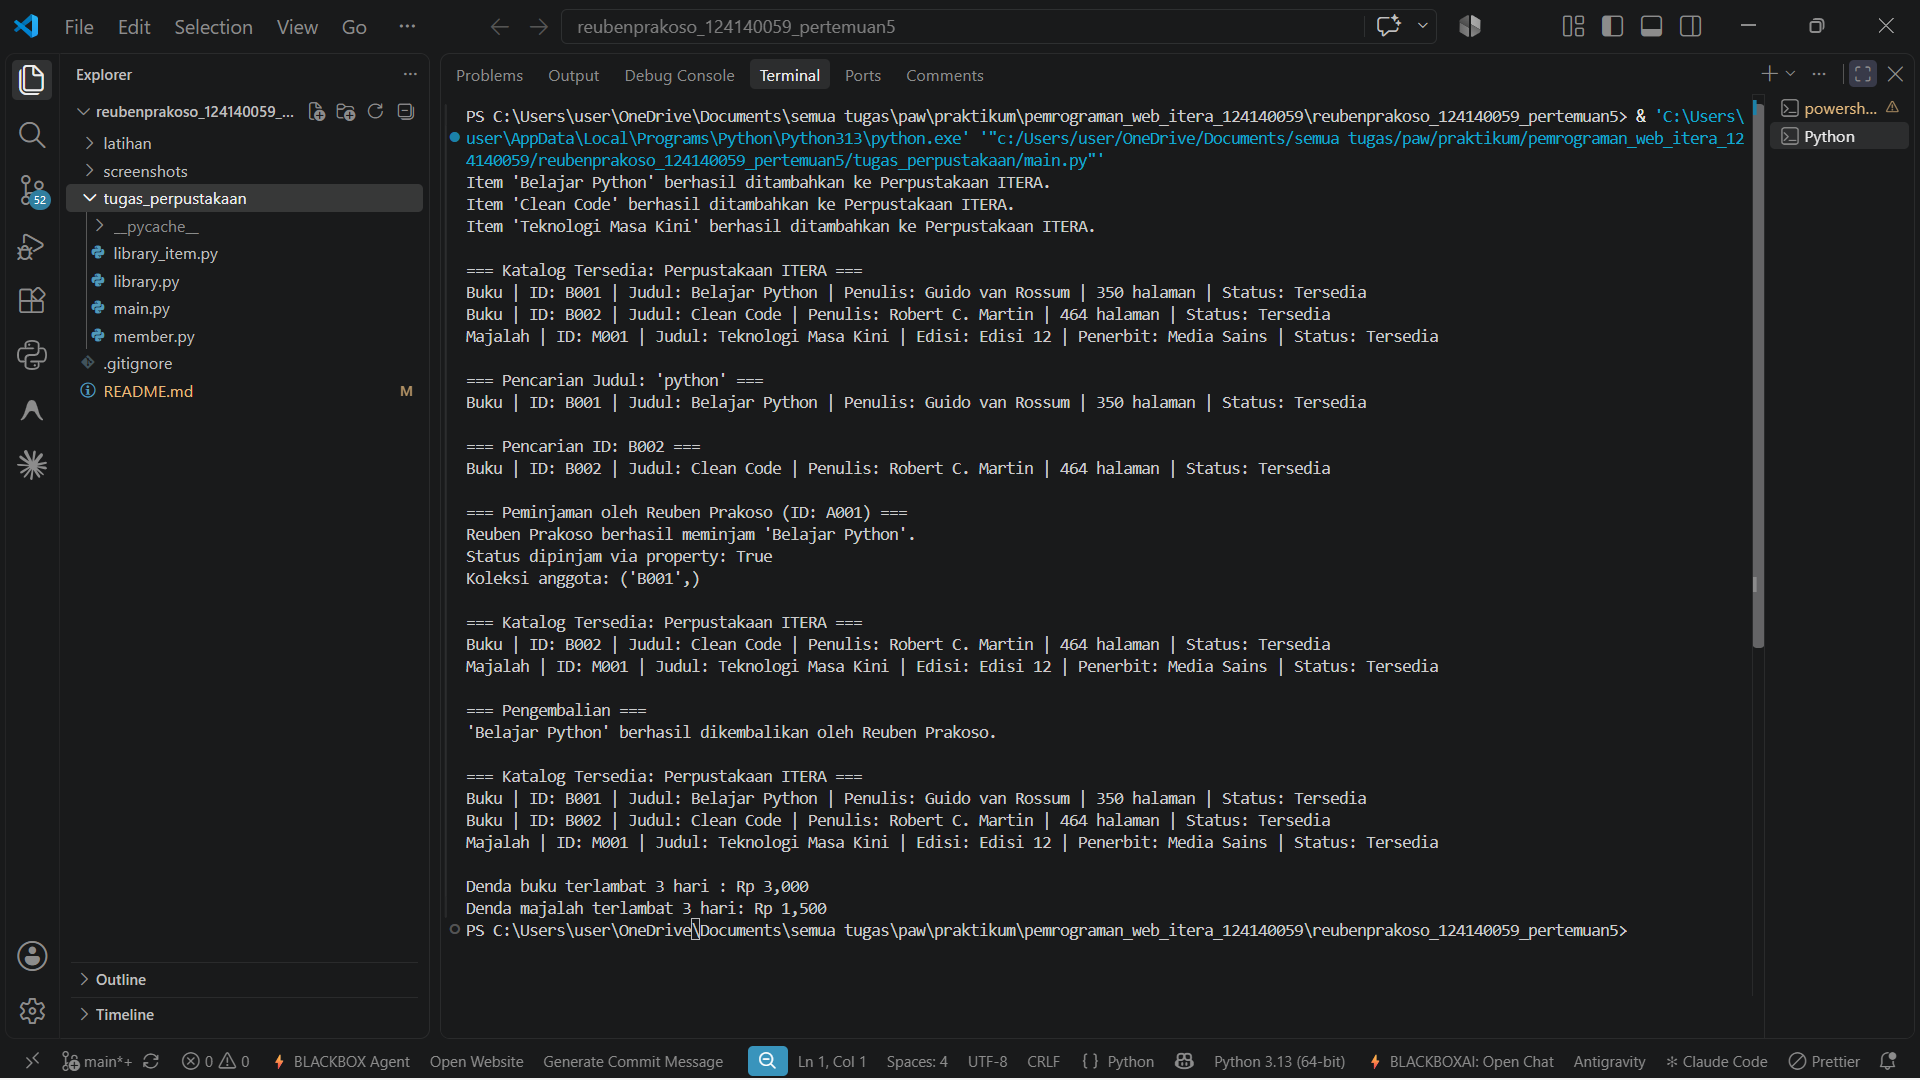 File Edit Selection View Go ···
reubenprakoso_124140059_pertemuan5
Explorer
reubenprakoso_124140059_...
latihan
screenshots
tugas_perpustakaan
__pycache__
library_item.py
library.py
main.py
member.py
.gitignore
README.md M
52
Outline
Timeline
Problems Output Debug Console Terminal Ports Comments
powersh...
Python
PS C:\Users\user\OneDrive\Documents\semua tugas\paw\praktikum\pemrograman_web_itera_124140059\reubenprakoso_124140059_pertemuan5> & 'C:\Users\
user\AppData\Local\Programs\Python\Python313\python.exe' '"c:/Users/user/OneDrive/Documents/semua tugas/paw/praktikum/pemrograman_web_itera_12
4140059/reubenprakoso_124140059_pertemuan5/tugas_perpustakaan/main.py"'
Item 'Belajar Python' berhasil ditambahkan ke Perpustakaan ITERA.
Item 'Clean Code' berhasil ditambahkan ke Perpustakaan ITERA.
Item 'Teknologi Masa Kini' berhasil ditambahkan ke Perpustakaan ITERA.
=== Katalog Tersedia: Perpustakaan ITERA ===
Buku | ID: B001 | Judul: Belajar Python | Penulis: Guido van Rossum | 350 halaman | Status: Tersedia
Buku | ID: B002 | Judul: Clean Code | Penulis: Robert C. Martin | 464 halaman | Status: Tersedia
Majalah | ID: M001 | Judul: Teknologi Masa Kini | Edisi: Edisi 12 | Penerbit: Media Sains | Status: Tersedia
=== Pencarian Judul: 'python' ===
Buku | ID: B001 | Judul: Belajar Python | Penulis: Guido van Rossum | 350 halaman | Status: Tersedia
=== Pencarian ID: B002 ===
Buku | ID: B002 | Judul: Clean Code | Penulis: Robert C. Martin | 464 halaman | Status: Tersedia
=== Peminjaman oleh Reuben Prakoso (ID: A001) ===
Reuben Prakoso berhasil meminjam 'Belajar Python'.
Status dipinjam via property: True
Koleksi anggota: ('B001',)
=== Katalog Tersedia: Perpustakaan ITERA ===
Buku | ID: B002 | Judul: Clean Code | Penulis: Robert C. Martin | 464 halaman | Status: Tersedia
Majalah | ID: M001 | Judul: Teknologi Masa Kini | Edisi: Edisi 12 | Penerbit: Media Sains | Status: Tersedia
=== Pengembalian ===
'Belajar Python' berhasil dikembalikan oleh Reuben Prakoso.
=== Katalog Tersedia: Perpustakaan ITERA ===
Buku | ID: B001 | Judul: Belajar Python | Penulis: Guido van Rossum | 350 halaman | Status: Tersedia
Buku | ID: B002 | Judul: Clean Code | Penulis: Robert C. Martin | 464 halaman | Status: Tersedia
Majalah | ID: M001 | Judul: Teknologi Masa Kini | Edisi: Edisi 12 | Penerbit: Media Sains | Status: Tersedia
Denda buku terlambat 3 hari : Rp 3,000
Denda majalah terlambat 3 hari: Rp 1,500
PS C:\Users\user\OneDrive\Documents\semua tugas\paw\praktikum\pemrograman_web_itera_124140059\reubenprakoso_124140059_pertemuan5>
main*+ 0 0 BLACKBOX Agent Open Website Generate Commit Message Ln 1, Col 1 Spaces: 4 UTF-8 CRLF {} Python Python 3.13 (64-bit) BLACKBOXAI: Open Chat Antigravity Claude Code Prettier